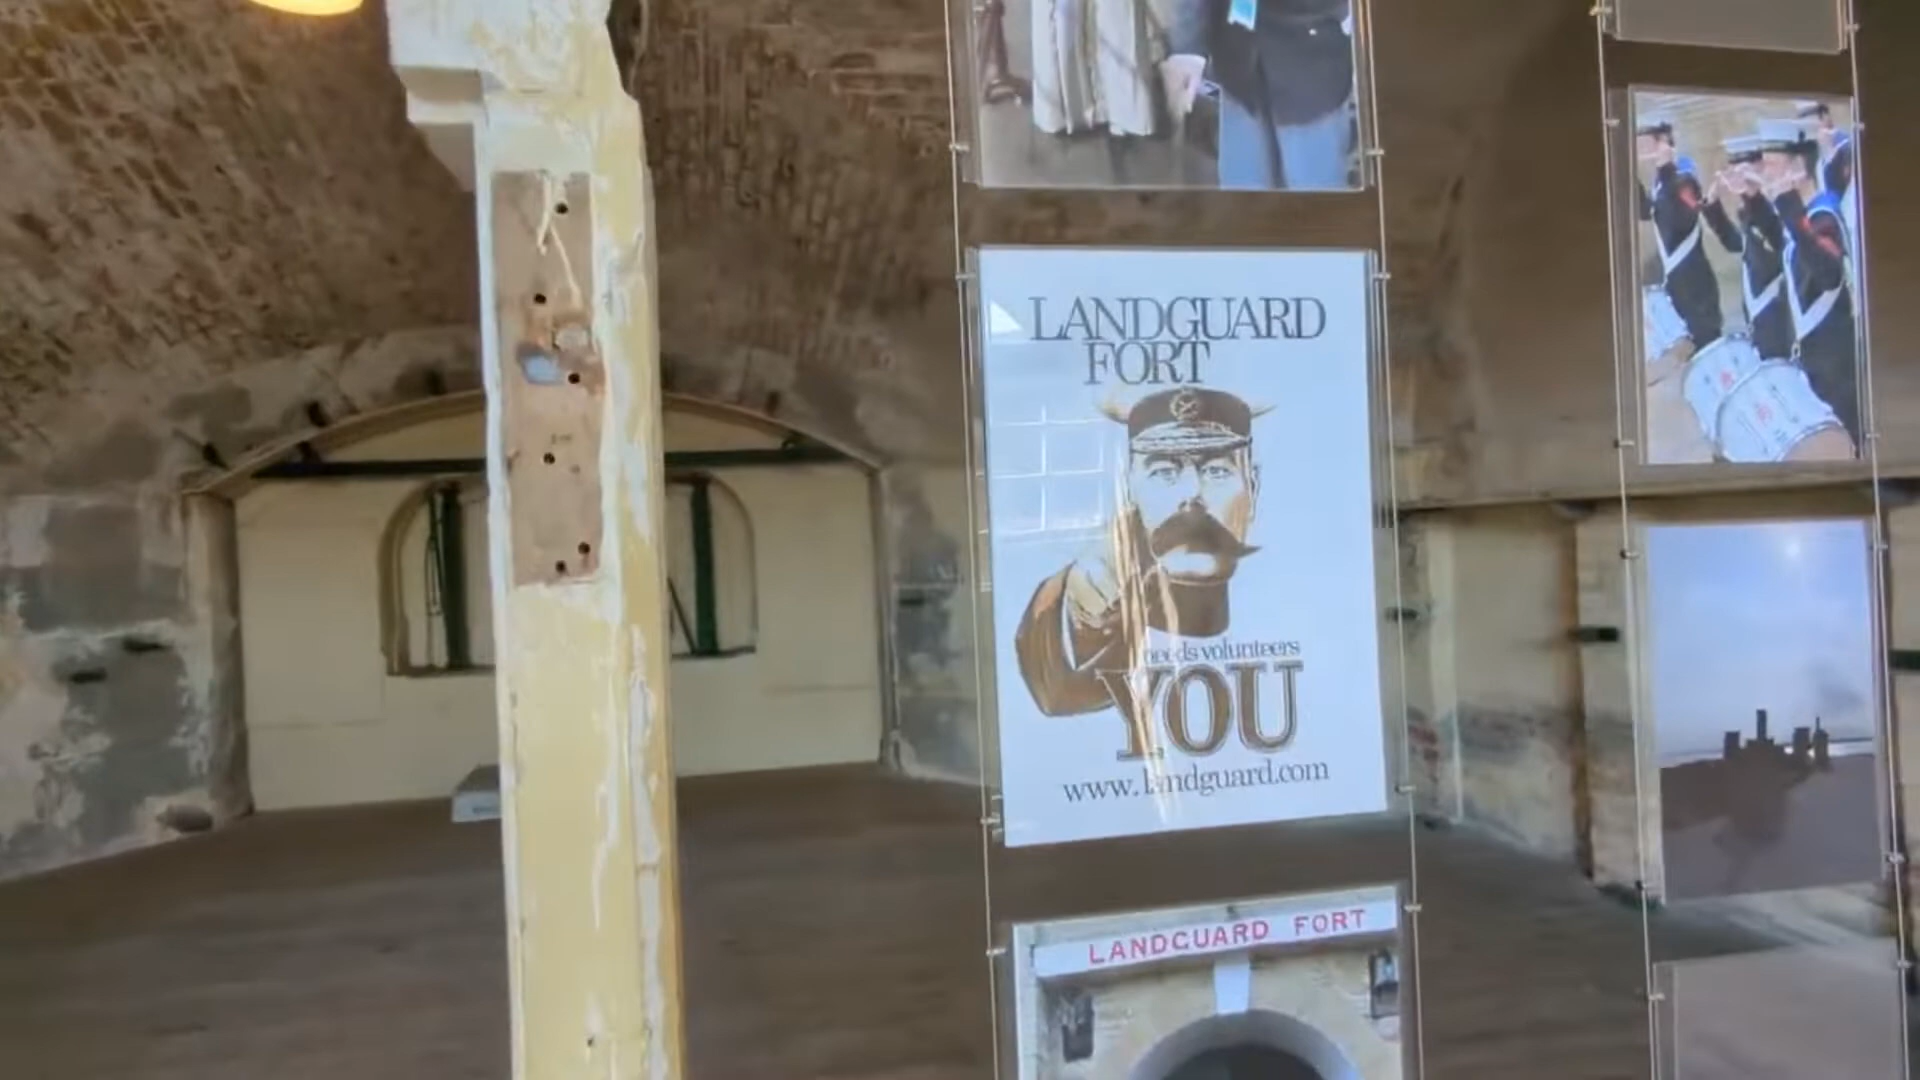 LANDGUARD
FORT
needs volunteers
YOU
www.landguard.com
LANDGUARD FORT